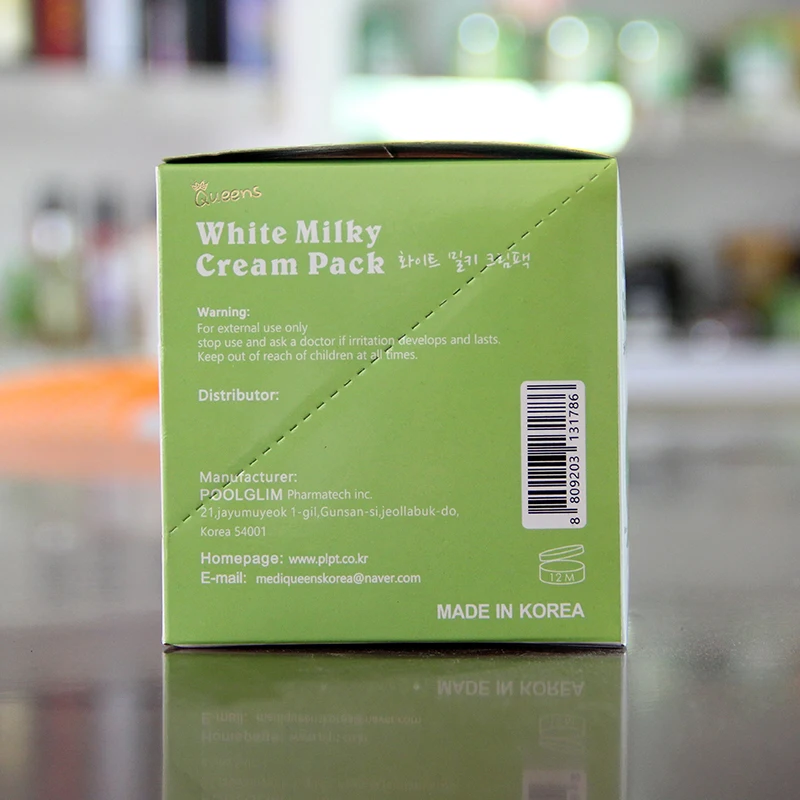 Queens
White Milky
Cream Pack 화이트 밀키 크림팩
Warning:
For external use only
stop use and ask a doctor if irritation develops and lasts.
Keep out of reach of children at all times.
Distributor:
8 809203 131786
Manufacturer:
POOLGLIM Pharmatech inc.
21,jayumuyeok 1-gil,Gunsan-si,jeollabuk-do,
Korea 54001
Homepage: www.plpt.co.kr
E-mail: mediqueenskorea@naver.com
12 M
MADE IN KOREA